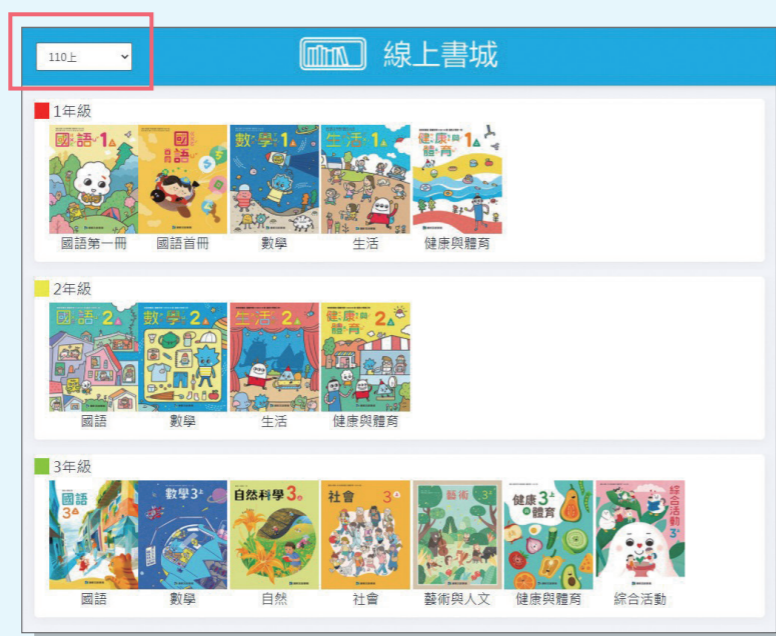 110上
線上書城
1年級
國語1上
國語
首冊
數學1上
生活1上
健康與
體育
1上
國語第一冊
國語首冊
數學
生活
健康與體育
2年級
國語2上
數學2上
生活2上
健康與
體育
2上
國語
數學
生活
健康與體育
3年級
國語
3上
數學3上
自然科學3上
社會 3上
藝術 3上
健康3上
與體育
綜合活動
3上
國語
數學
自然
社會
藝術與人文
健康與體育
綜合活動